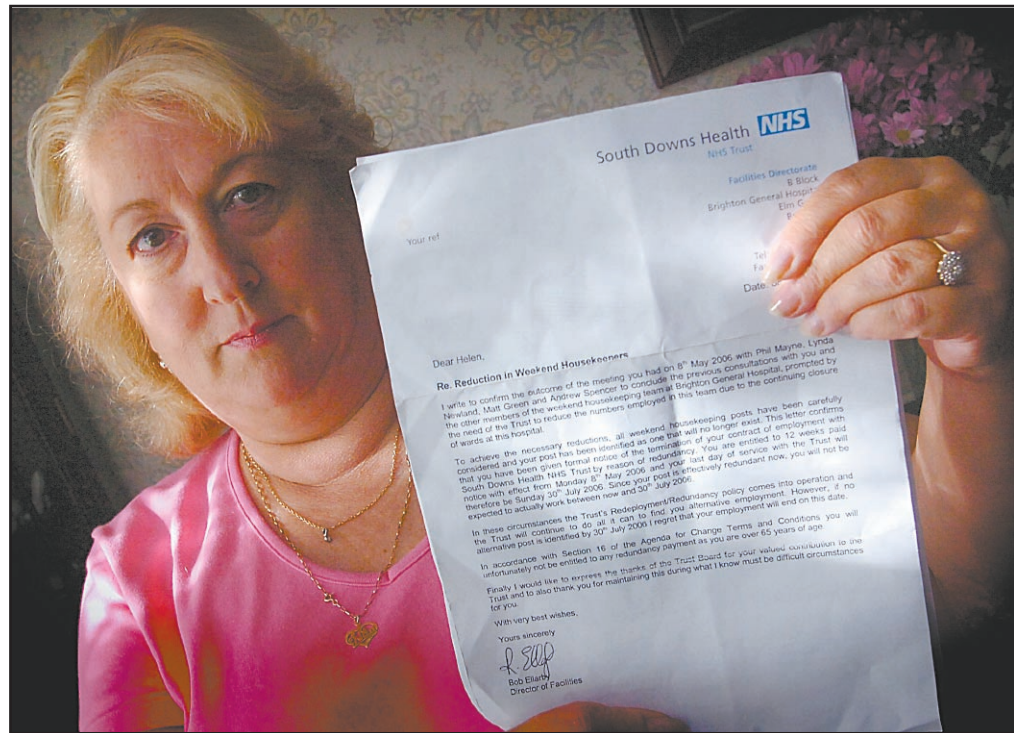 South Downs Health NHS
NHS Trust
Facilities Directorate
B Block
Brighton General Hospital
Elm
Your ref
Tel
Date:
Dear Helen,
Re. Reduction in Weekend Housekeepers
I write to confirm the outcome of the meeting you had on 8th May 2006 with Phil Mayne, Lynda
Newland, Matt Green and Andrew Spencer to conclude the previous consultations with you and
the other members of the weekend housekeeping team at Brighton General Hospital, prompted by
the need of the Trust to reduce the numbers employed in this team due to the continuing closure
of wards at this hospital.
To achieve the necessary reductions, all weekend housekeeping posts have been carefully
considered and your post has been identified as one that will no longer exist. This letter confirms
that you have been given formal notice of the termination of your contract of employment with
South Downs Health NHS Trust by reason of redundancy. You are entitled to 12 weeks paid
notice with effect from Monday 8th May 2006 and your last day of service with the Trust will
therefore be Sunday 30th July 2006. Since your post is effectively redundant now, you will not be
expected to actually work between now and 30th July 2006.
In these circumstances the Trust's Redeployment/Redundancy policy comes into operation and
the Trust will continue to do all it can to find you alternative employment. However, if no
alternative post is identified by 30th July 2006 I regret that your employment will end on this date.
In accordance with Section 16 of the Agenda for Change Terms and Conditions you will
unfortunately not be entitled to any redundancy payment as you are over 65 years of age.
Finally I would like to express the thanks of the Trust Board for your valued contribution to the
Trust and to also thank you for maintaining this during what I know must be difficult circumstances
for you.
With very best wishes,
Yours sincerely
Bob
Director of Facilities